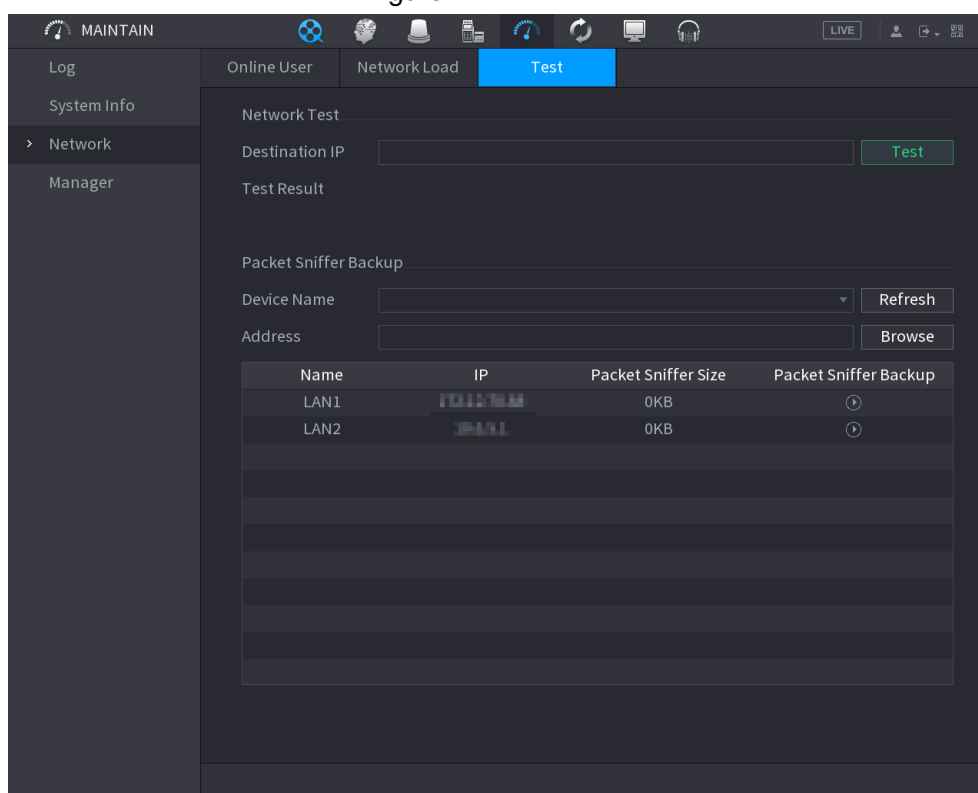 MAINTAIN LIVE
Log Online User Network Load Test
System Info
Network Test
Network
Destination IP Test
Manager
Test Result
Packet Sniffer Backup
Device Name Refresh
Address Browse
Name IP Packet Sniffer Size Packet Sniffer Backup
LAN1 0KB
LAN2 0KB